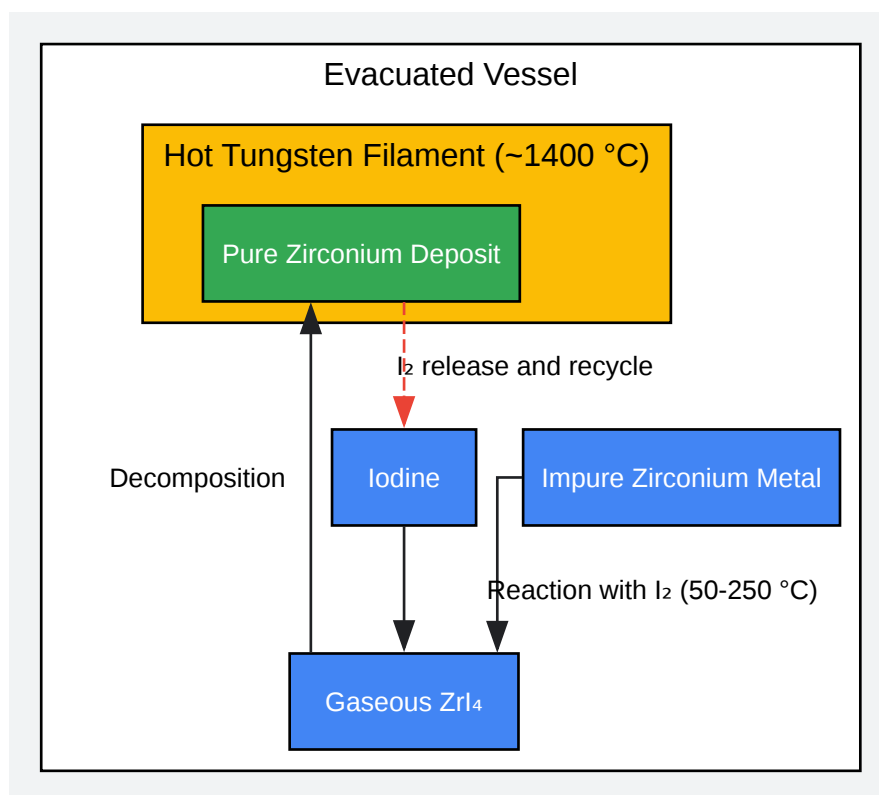 Evacuated Vessel
Hot Tungsten Filament (~1400 °C)
Pure Zirconium Deposit
I₂ release and recycle
Decomposition
Iodine
Impure Zirconium Metal
Reaction with I₂ (50-250 °C)
Gaseous ZrI₄